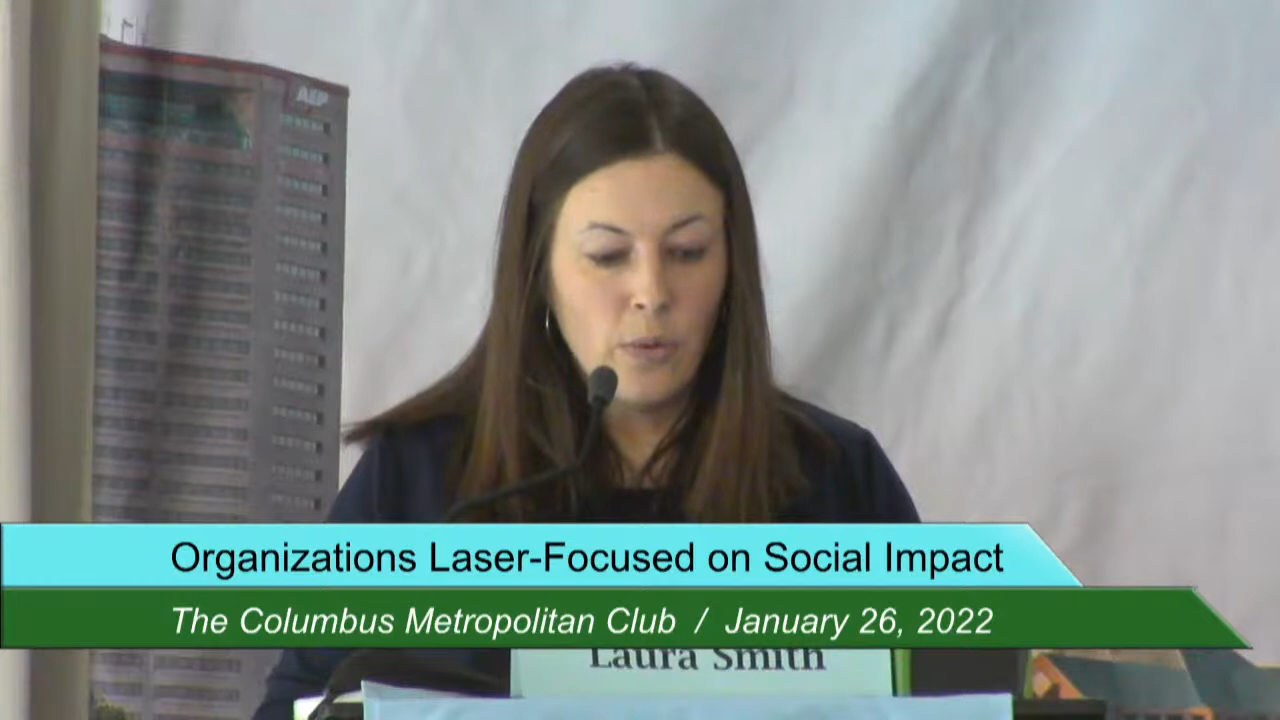 AEP
Organizations Laser-Focused on Social Impact
The Columbus Metropolitan Club / January 26, 2022
Laura Smith